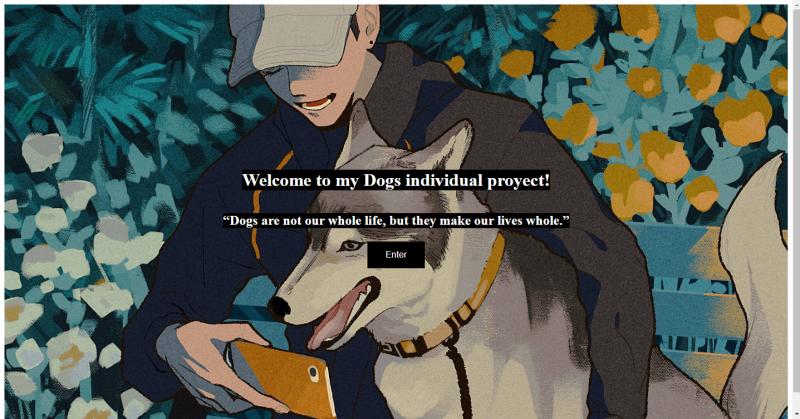 Welcome to my Dogs individual proyect!
“Dogs are not our whole life, but they make our lives whole.”
Enter